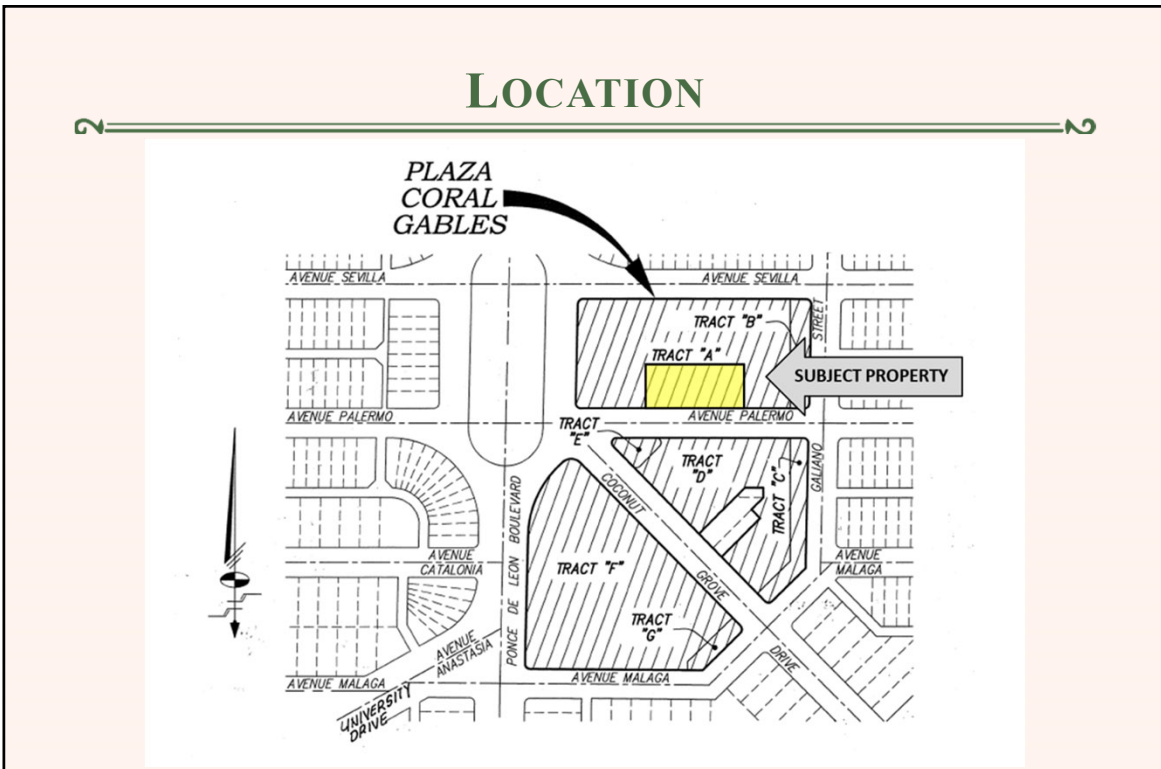 LOCATION
PLAZA
CORAL
GABLES
AVENUE SEVILLA
AVENUE SEVILLA
TRACT "B"
STREET
TRACT "A"
SUBJECT PROPERTY
AVENUE PALERMO
AVENUE PALERMO
TRACT
"E"
TRACT
"D"
TRACT "C"
GALIANO
COCONUT
PONCE DE LEON BOULEVARD
AVENUE
CATALONIA
TRACT "F"
GROVE
AVENUE
MALAGA
TRACT
"G"
AVENUE
ANASTASIA
DRIVE
AVENUE MALAGA
AVENUE MALAGA
UNIVERSITY
DRIVE